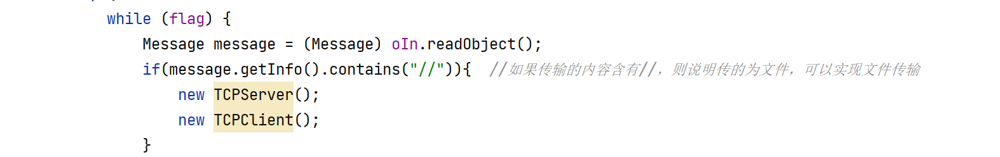 while (flag) {
Message message = (Message) oIn.readObject();
if(message.getInfo().contains("//")){  //如果传输的内容含有//，则说明传的为文件，可以实现文件传输
new TCPServer();
new TCPClient();
}